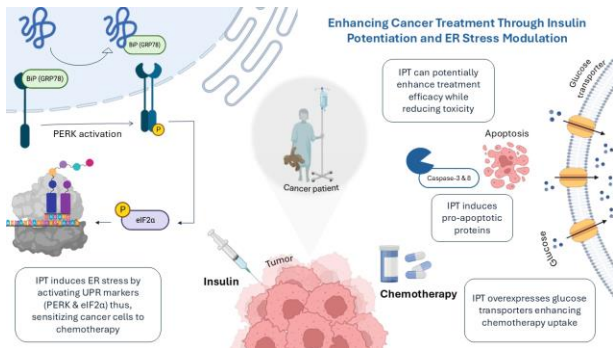 Enhancing Cancer Treatment Through Insulin
Potentiation and ER Stress Modulation
BiP (GRP78)
BiP (GRP78)
PERK activation
P
P
eIF2α
IPT induces ER stress by
activating UPR markers
(PERK & eIF2α) thus,
sensitizing cancer cells to
chemotherapy
Cancer patient
Insulin
Tumor
Chemotherapy
IPT can potentially
enhance treatment
efficacy while
reducing toxicity
Apoptosis
Caspase-3 & 8
IPT induces
pro-apoptotic
proteins
Glucose
transporter
Glucose
IPT overexpresses glucose
transporters enhancing
chemotherapy uptake